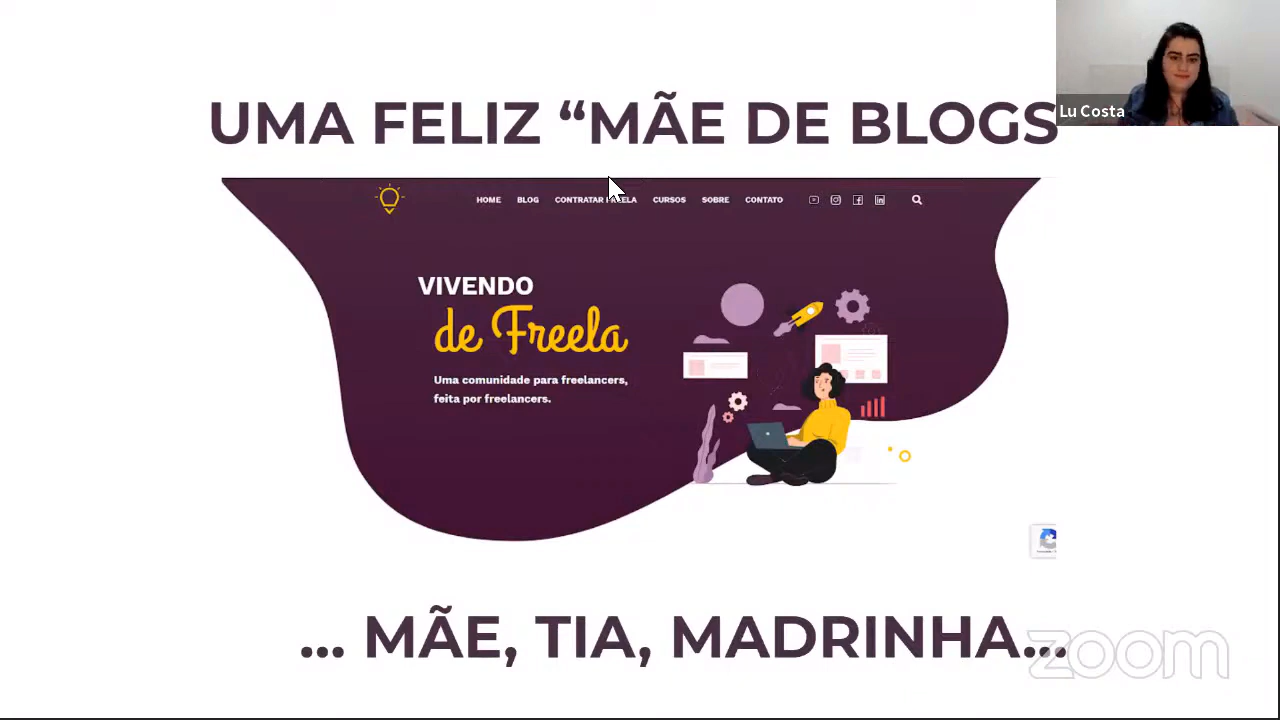 UMA FELIZ “MÃE DE BLOGS
Lu Costa
HOME BLOG CONTRATAR FREELA CURSOS SOBRE CONTATO
VIVENDO
de Freela
Uma comunidade para freelancers,
feita por freelancers.
... MÃE, TIA, MADRINHA...
zoom